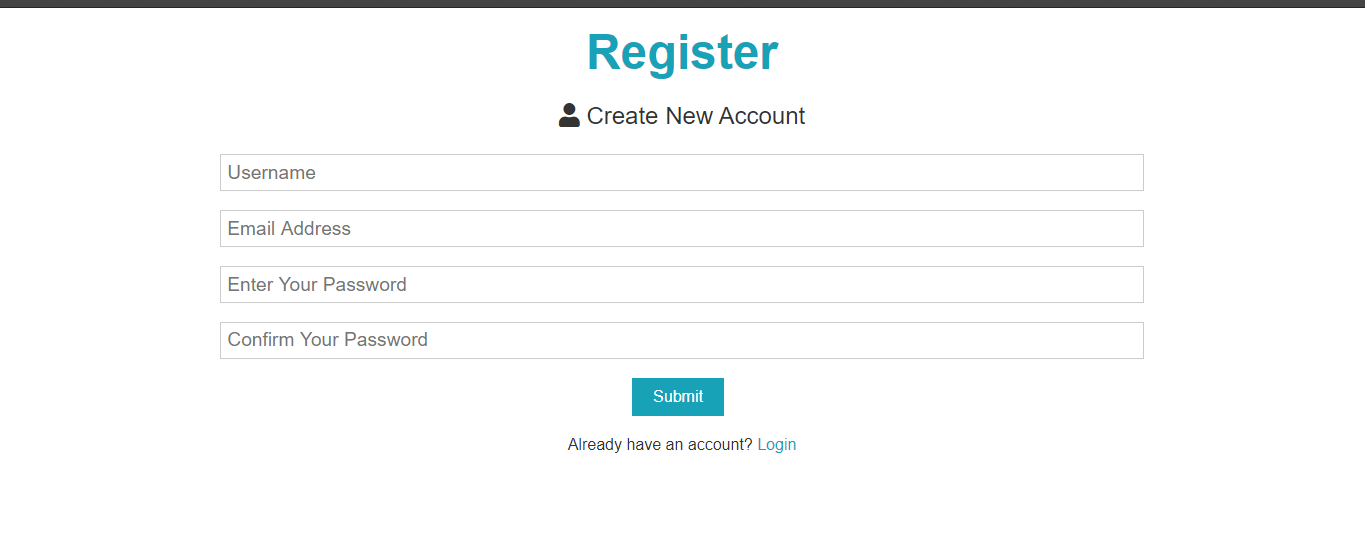 Register
Create New Account
Username
Email Address
Enter Your Password
Confirm Your Password
Submit
Already have an account? Login